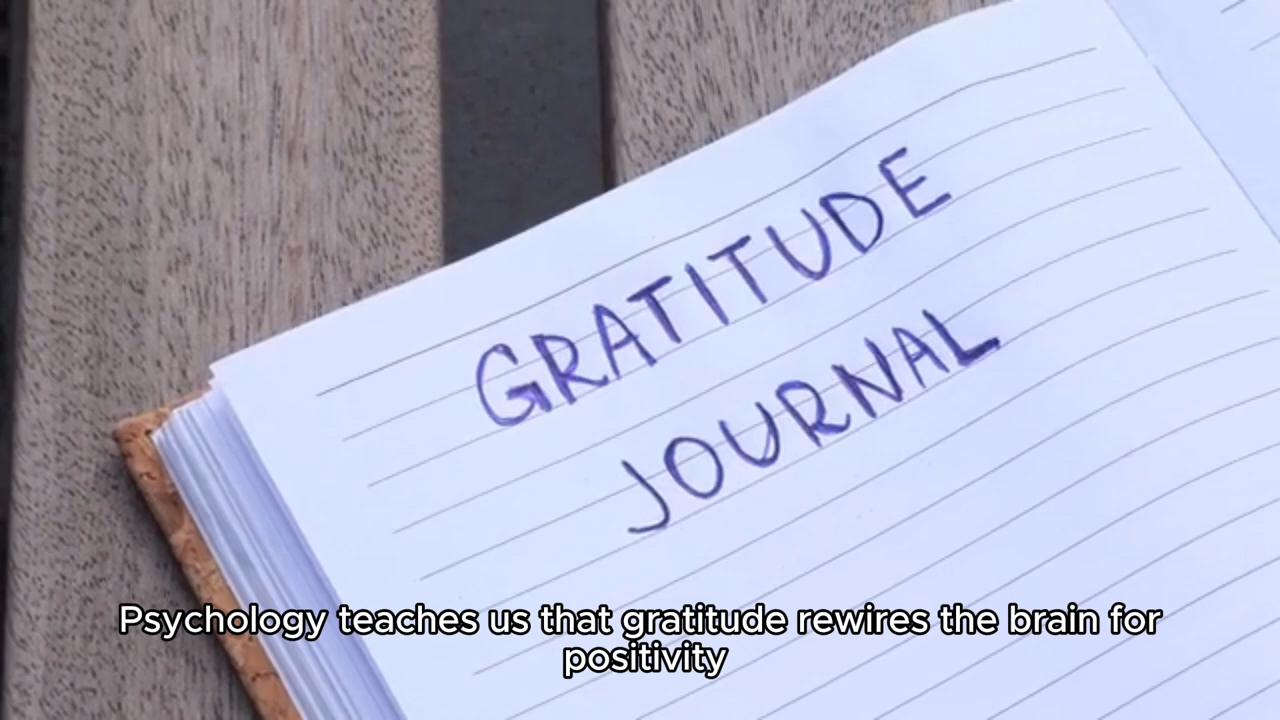 GRATITUDE
JOURNAL
Psychology teaches us that gratitude rewires the brain for
positivity